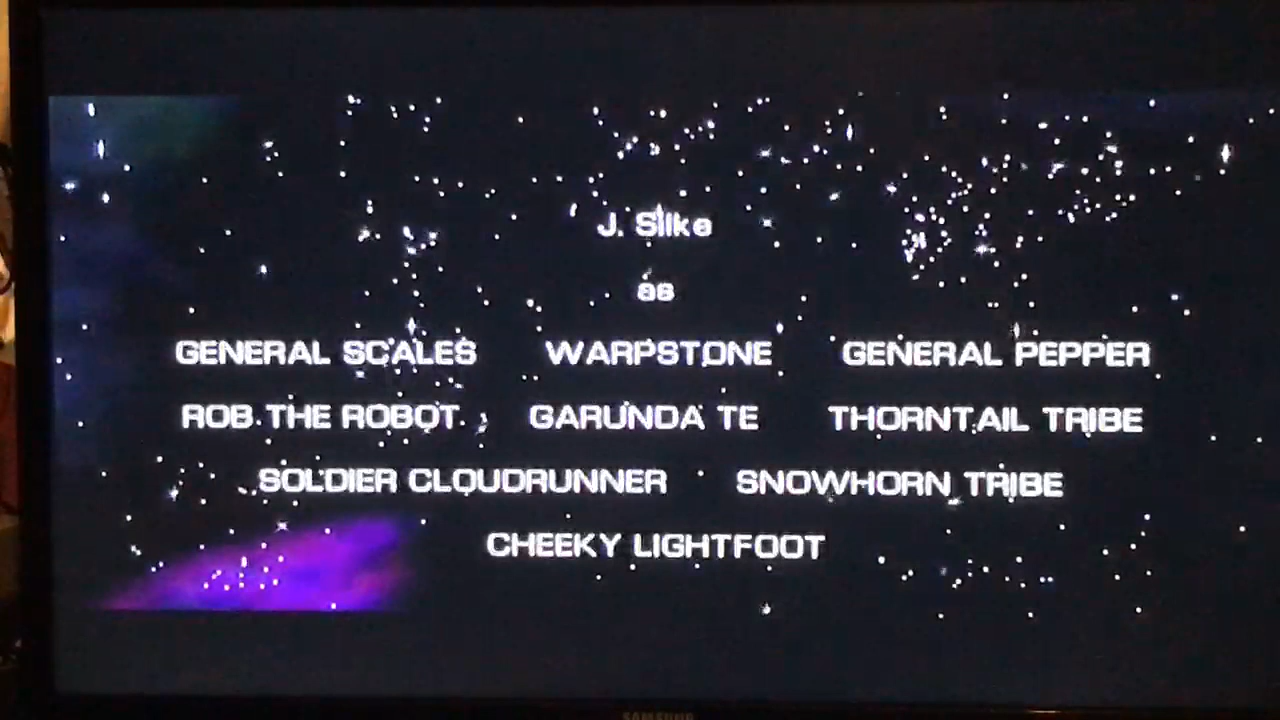 J. Silke
as
GENERAL SCALES WARPSTONE GENERAL PEPPER
ROB THE ROBOT GARUNDA TE THORNTAIL TRIBE
SOLDIER CLOUDRUNNER SNOWHORN TRIBE
CHEEKY LIGHTFOOT
SAMSUNG